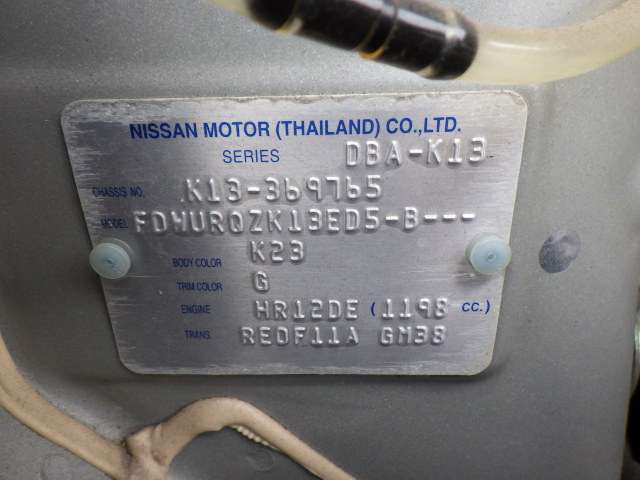 NISSAN MOTOR (THAILAND) CO.,LTD.
SERIES DBA-K13
CHASSIS NO. K13-369765
MODEL FDWURQZK13ED5-B---
BODY COLOR K23
TRIM COLOR G
ENGINE HR12DE (1198 CC.)
TRANS. RE0F11A GM38